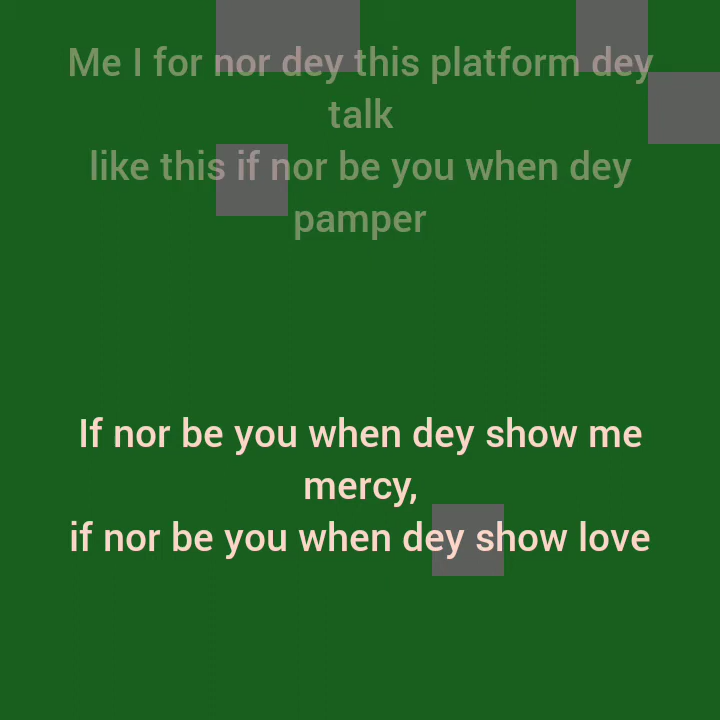 Me I for nor dey this platform dey
talk
like this if nor be you when dey
pamper
If nor be you when dey show me
mercy,
if nor be you when dey show love